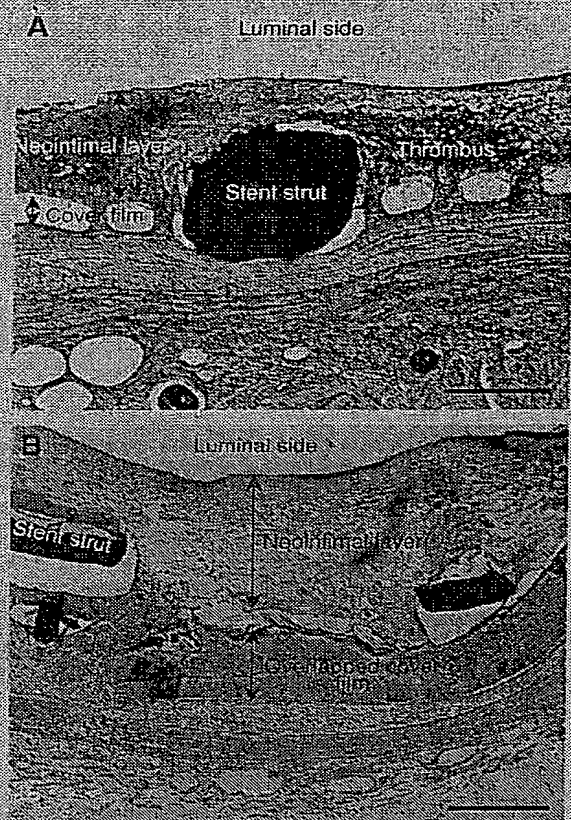 A
Luminal side
Neointimal layer
Thrombus
Stent strut
Cover film
B
Luminal side
Stent strut
Neointimal layer
Overlapped cover
film